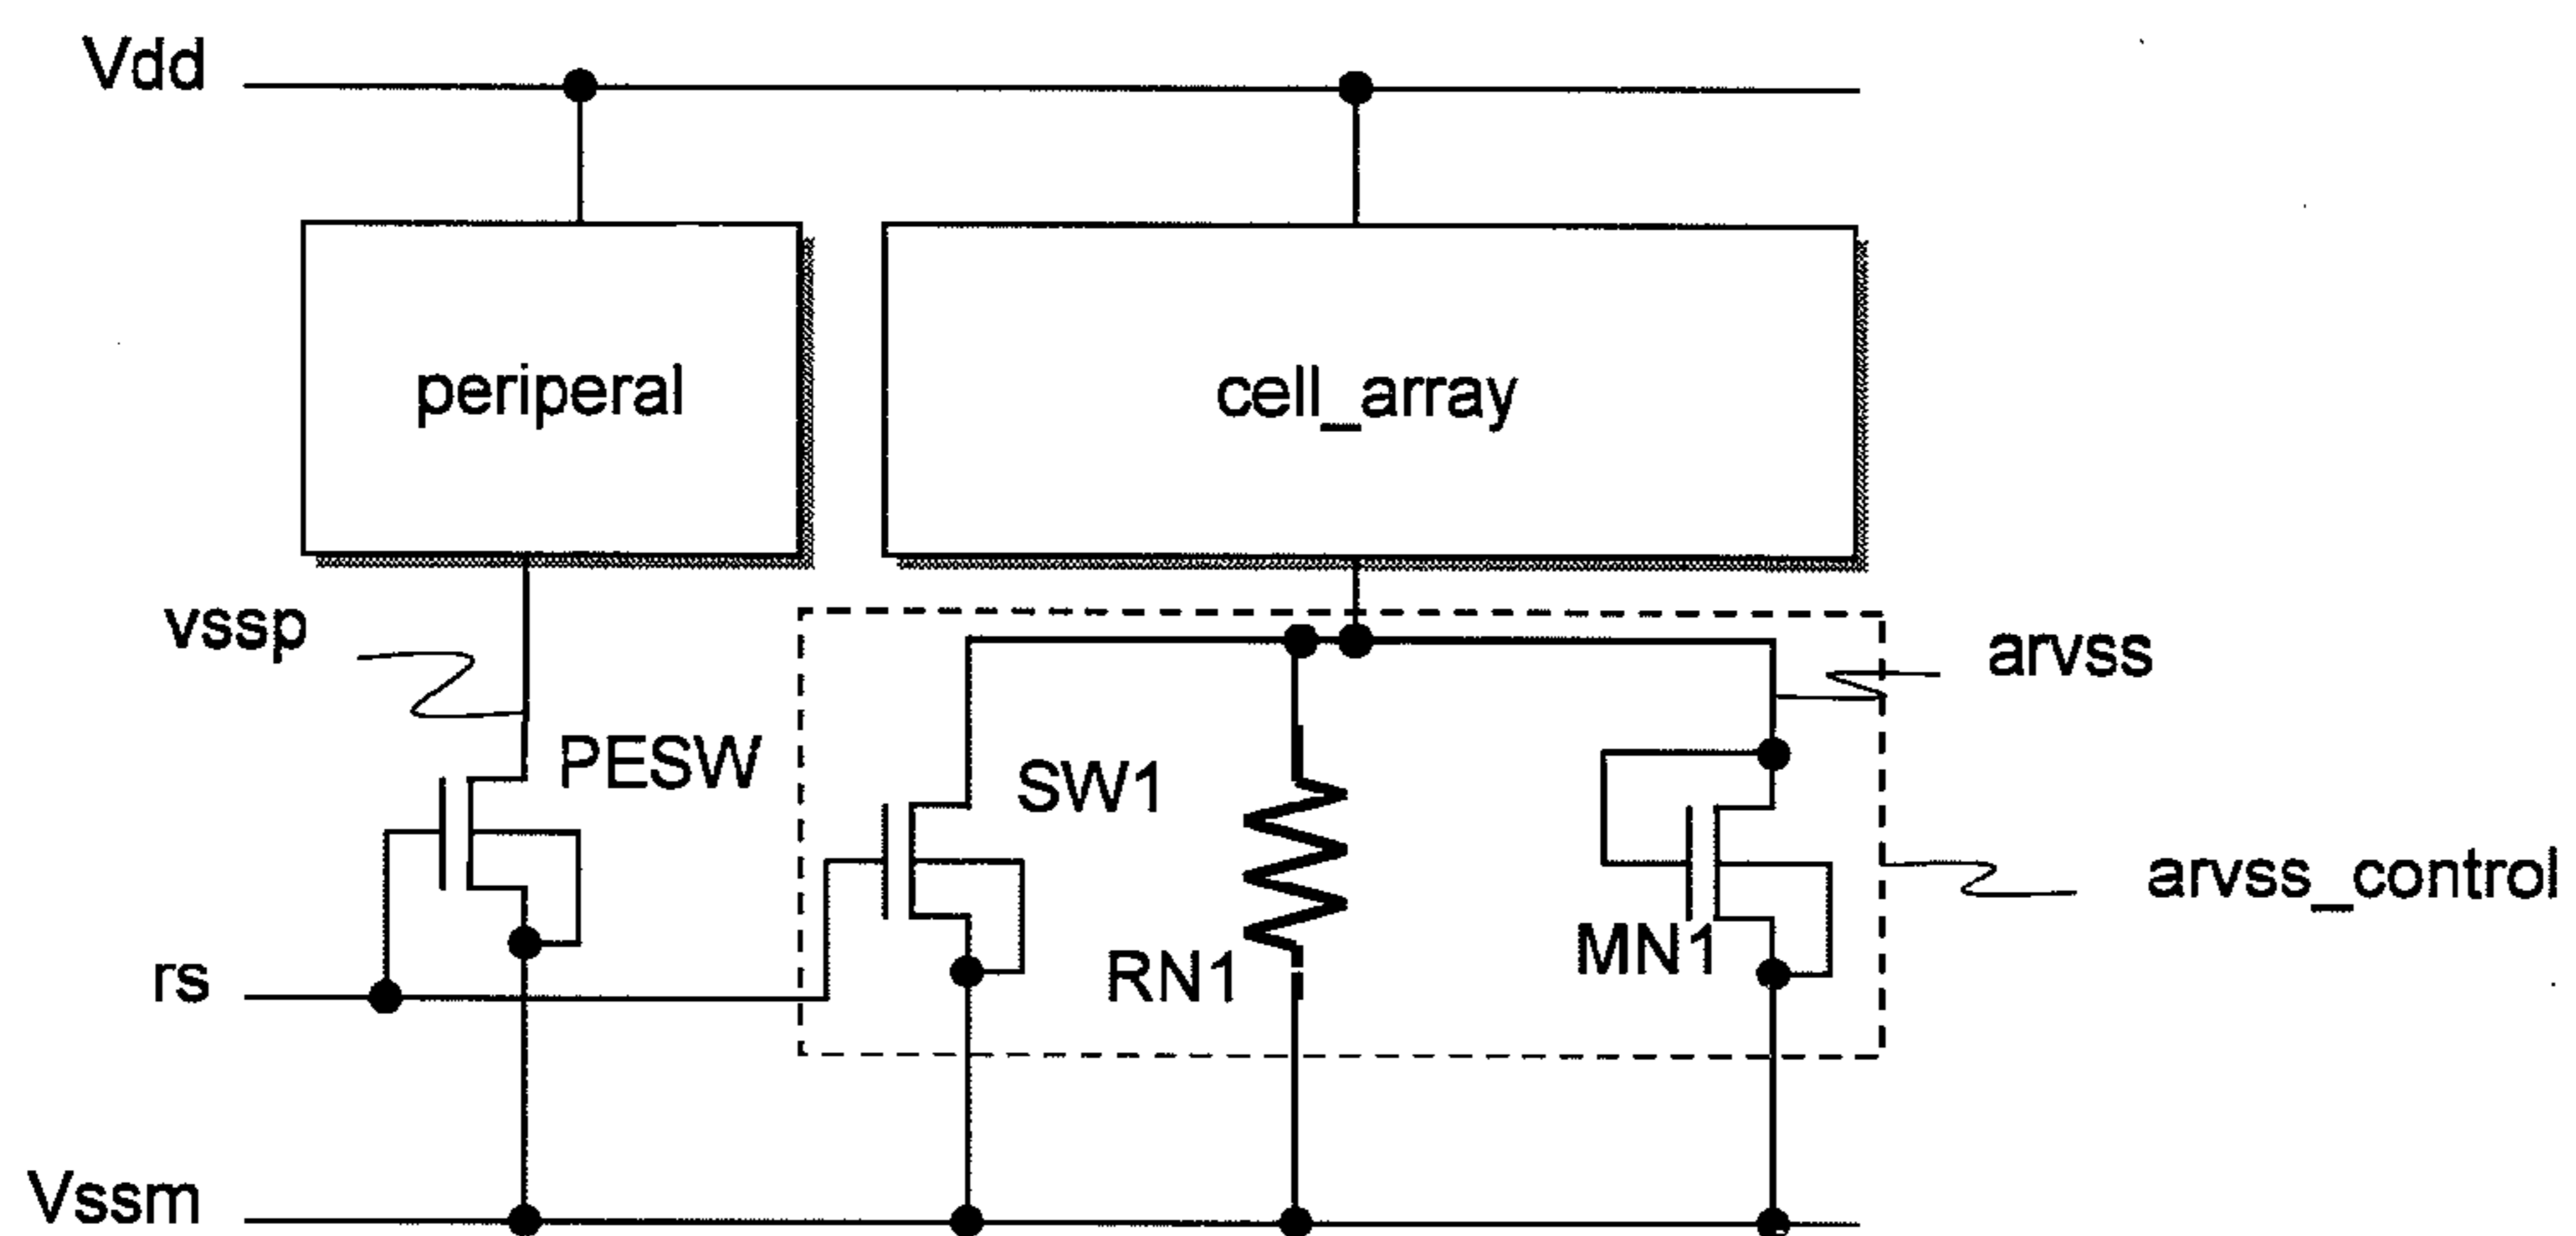 Vdd
periperal
cell_array
vssp
arvss
PESW
SW1
arvss_control
MN1
RN1
rs
Vssm